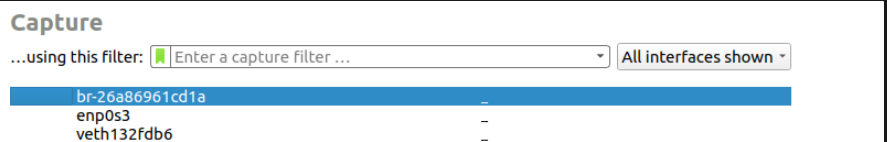 Capture
...using this filter: Enter a capture filter ... All interfaces shown
br-26a86961cd1a _
enp0s3 _
veth132fdb6 _